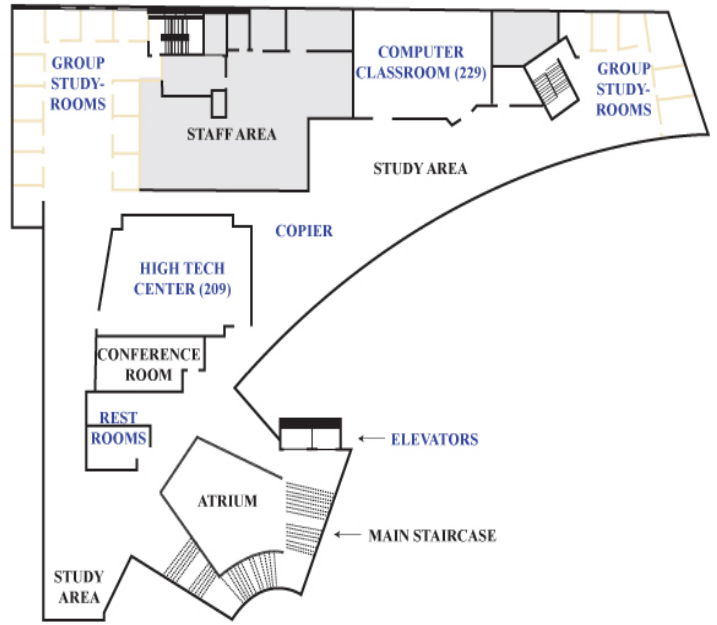 GROUP
STUDY-
ROOMS
COMPUTER
CLASSROOM (229)
GROUP
STUDY-
ROOMS
STAFF AREA
STUDY AREA
COPIER
HIGH TECH
CENTER (209)
CONFERENCE
ROOM
REST
ROOMS
ELEVATORS
ATRIUM
MAIN STAIRCASE
STUDY
AREA